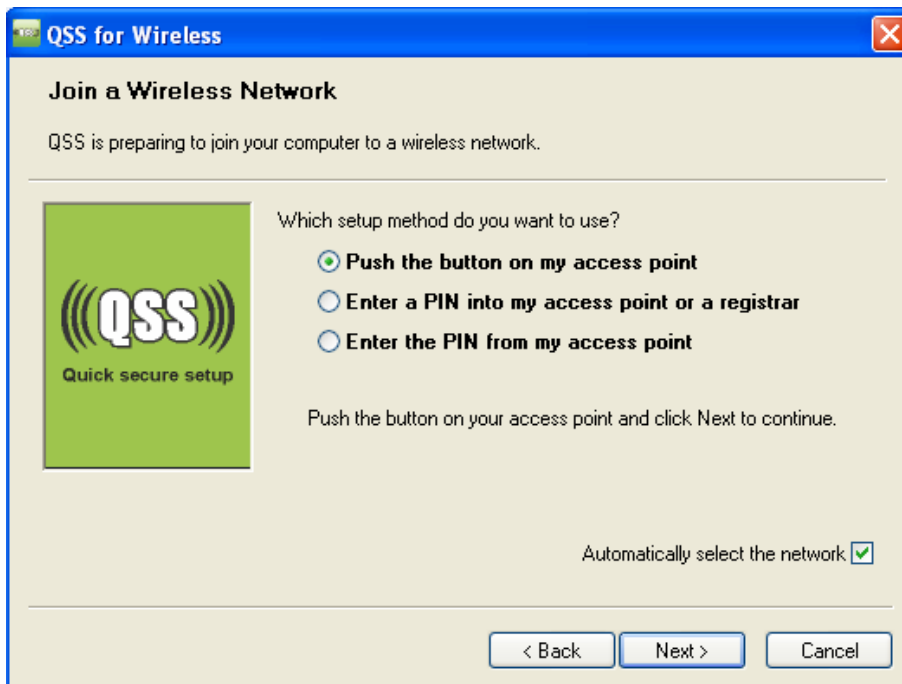 QSS for Wireless
Join a Wireless Network
QSS is preparing to join your computer to a wireless network.
Which setup method do you want to use?
Push the button on my access point
Enter a PIN into my access point or a registrar
Enter the PIN from my access point
(((QSS)))
Quick secure setup
Push the button on your access point and click Next to continue.
Automatically select the network
< Back
Next >
Cancel